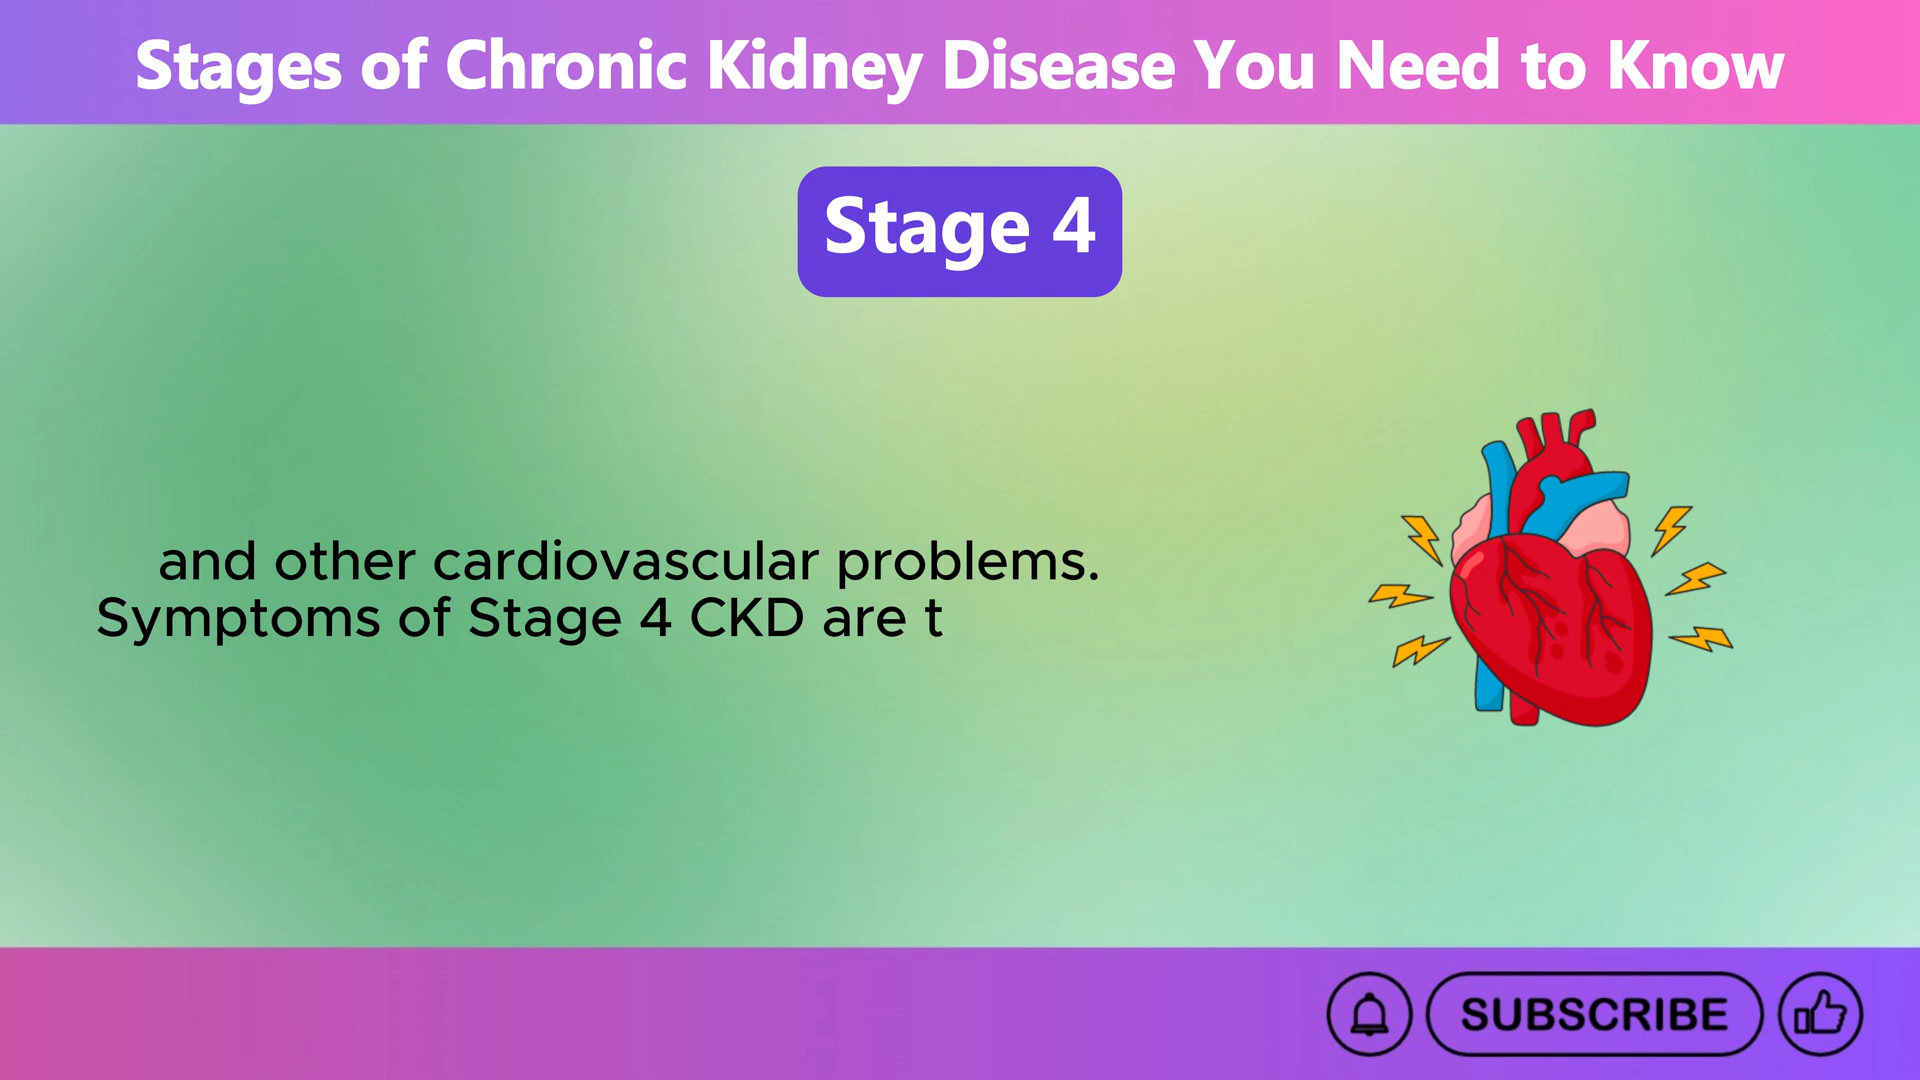 Stages of Chronic Kidney Disease You Need to Know
Stage 4
and other cardiovascular problems.
Symptoms of Stage 4 CKD are t
SUBSCRIBE